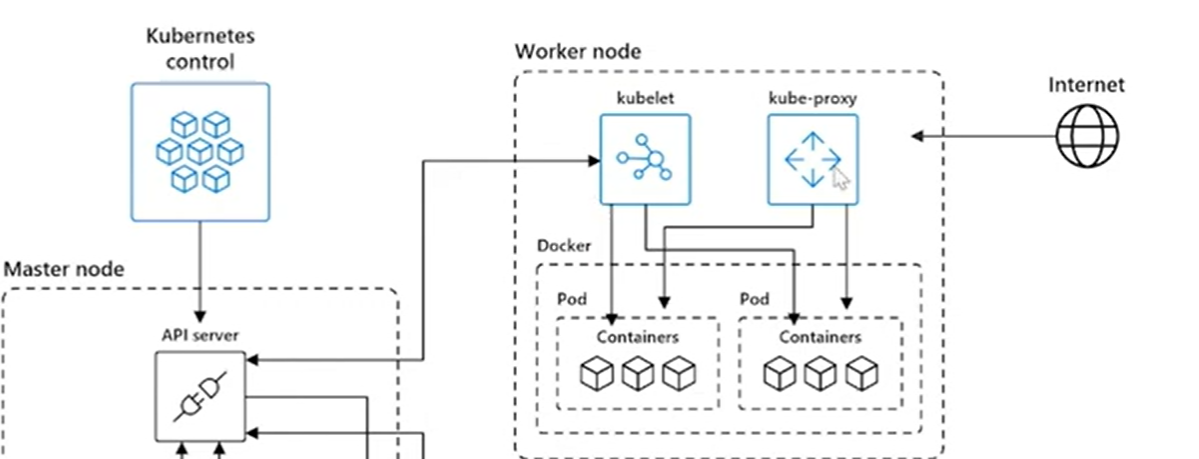 Kubernetes
control
Worker node
kubelet
kube-proxy
Internet
Docker
Master node
Pod
Pod
API server
Containers
Containers